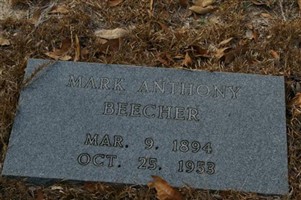 MARK ANTHONY
BEECHER
MAR. 9. 1894
OCT. 25. 1953